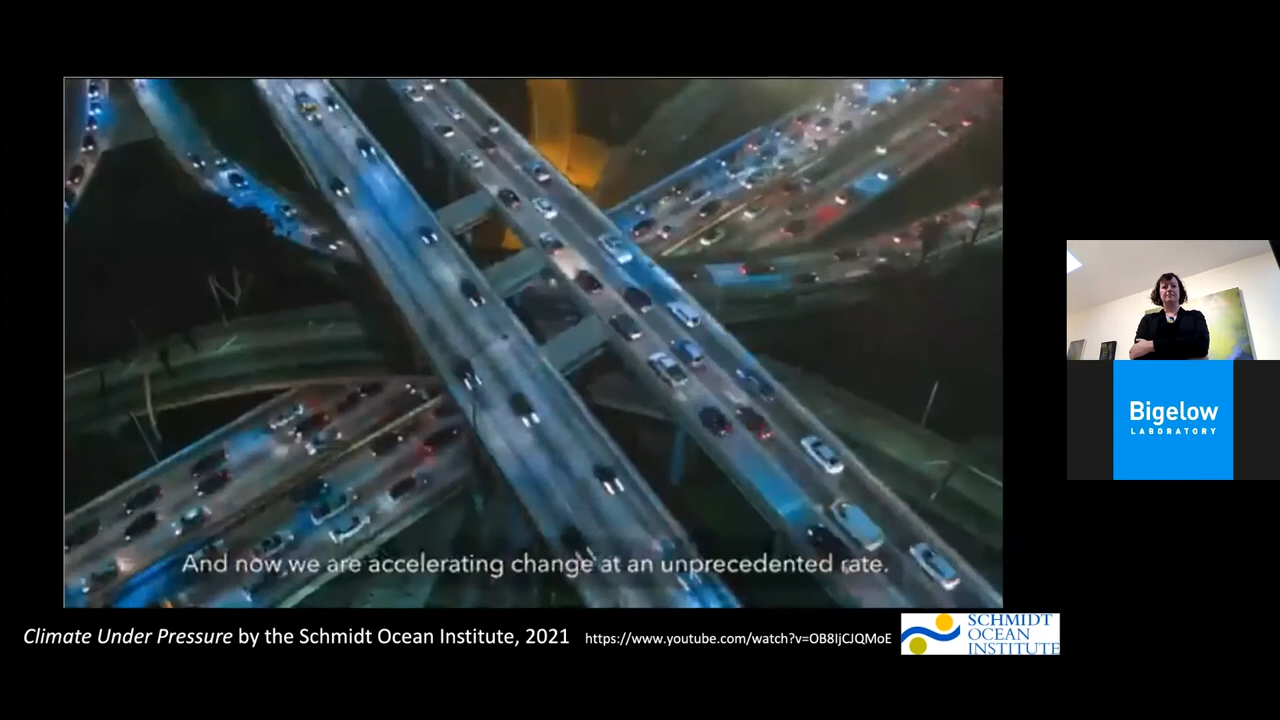 And now we are accelerating change at an unprecedented rate.
Climate Under Pressure by the Schmidt Ocean Institute, 2021 https://www.youtube.com/watch?v=OB8IjCJQMoE
SCHMIDT
OCEAN
INSTITUTE
Bigelow
LABORATORY